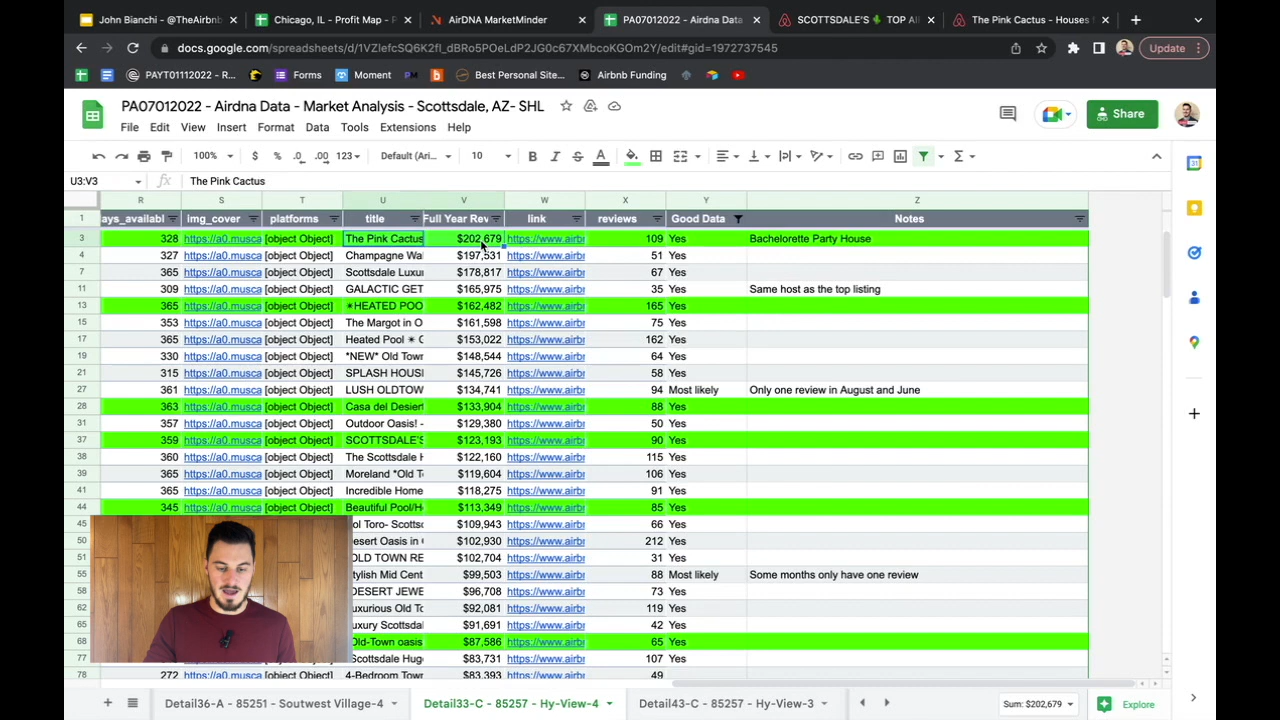 John Bianchi - @TheAirbnb
Chicago, IL - Profit Map - P
AirDNA MarketMinder
PA07012022 - Airdna Data
SCOTTSDALE'S🌵 TOP All
The Pink Cactus - Houses
docs.google.com/spreadsheets/d/1VZlefcSQ6K2fI_dBRo5POeLdP2JG0c67XMbcoKGOm2Y/edit#gid=1972737545
Update
PAYT01112022 - R...
Forms
Moment
Best Personal Site...
Airbnb Funding
PA07012022 - Airdna Data - Market Analysis - Scottsdale, AZ- SHL
File Edit View Insert Format Data Tools Extensions Help
Share
100% $ % .0 .00 123 Default (Ari... 10 B I S A
U3:V3 fx The Pink Cactus
R S T U V W X Y Z
1 ays_availabl img_cover platforms title Full Year Rev link reviews Good Data Notes
3 328 https://a0.musca [object Object] The Pink Cactus $202,679 https://www.airb 109 Yes Bachelorette Party House
4 327 https://a0.musca [object Object] Champagne Wa $197,531 https://www.airb 51 Yes
7 365 https://a0.musca [object Object] Scottsdale Luxu $178,817 https://www.airb 67 Yes
11 309 https://a0.musca [object Object] GALACTIC GET $165,975 https://www.airb 35 Yes Same host as the top listing
13 365 https://a0.musca [object Object] ☀HEATED POO $162,482 https://www.airb 165 Yes
15 353 https://a0.musca [object Object] The Margot in O $161,598 https://www.airb 75 Yes
17 365 https://a0.musca [object Object] Heated Pool ☀ $153,022 https://www.airb 162 Yes
19 330 https://a0.musca [object Object] *NEW* Old Town $148,544 https://www.airb 64 Yes
21 315 https://a0.musca [object Object] SPLASH HOUS $145,726 https://www.airb 58 Yes
27 361 https://a0.musca [object Object] LUSH OLDTOW $134,741 https://www.airb 94 Most likely Only one review in August and June
28 363 https://a0.musca [object Object] Casa del Desier $133,904 https://www.airb 88 Yes
31 357 https://a0.musca [object Object] Outdoor Oasis! - $129,380 https://www.airb 50 Yes
37 359 https://a0.musca [object Object] SCOTTSDALE'S $123,193 https://www.airb 90 Yes
38 360 https://a0.musca [object Object] The Scottsdale H $122,160 https://www.airb 115 Yes
39 365 https://a0.musca [object Object] Moreland *Old T $119,604 https://www.airb 106 Yes
41 365 https://a0.musca [object Object] Incredible Home $118,275 https://www.airb 91 Yes
44 345 https://a0.musca [object Object] Beautiful Pool/H $113,349 https://www.airb 85 Yes
45 ol Toro- Scotts $109,943 https://www.airb 66 Yes
50 esert Oasis in $102,930 https://www.airb 212 Yes
51 OLD TOWN RE $102,704 https://www.airb 31 Yes
55 tylish Mid Cent $99,503 https://www.airb 88 Most likely Some months only have one review
58 DESERT JEWE $96,708 https://www.airb 73 Yes
62 uxurious Old To $92,081 https://www.airb 119 Yes
65 uxury Scottsdal $91,691 https://www.airb 42 Yes
68 Old-Town oasis $87,586 https://www.airb 65 Yes
77 Scottsdale Hug $83,731 https://www.airb 107 Yes
78 272 https://a0.musca [object Object] 4-Bedroom Town $83,393 https://www.airb 49
Detail36-A - 85251 - Soutwest Village-4
Detail33-C - 85257 - Hy-View-4
Detail43-C - 85257 - Hy-View-3
Sum: $202,679
Explore